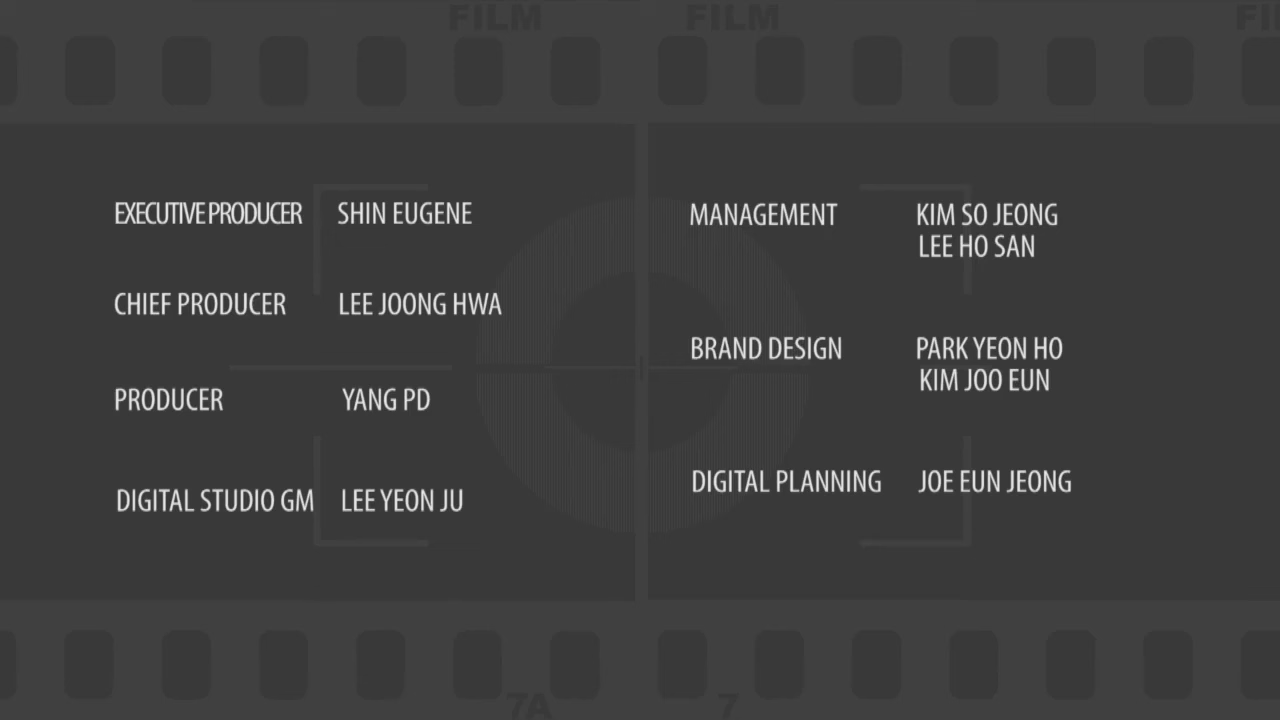 FILM FILM
EXECUTIVE PRODUCER SHIN EUGENE
CHIEF PRODUCER LEE JOONG HWA
PRODUCER YANG PD
DIGITAL STUDIO GM LEE YEON JU
MANAGEMENT KIM SO JEONG
LEE HO SAN
BRAND DESIGN PARK YEON HO
KIM JOO EUN
DIGITAL PLANNING JOE EUN JEONG
7A 7